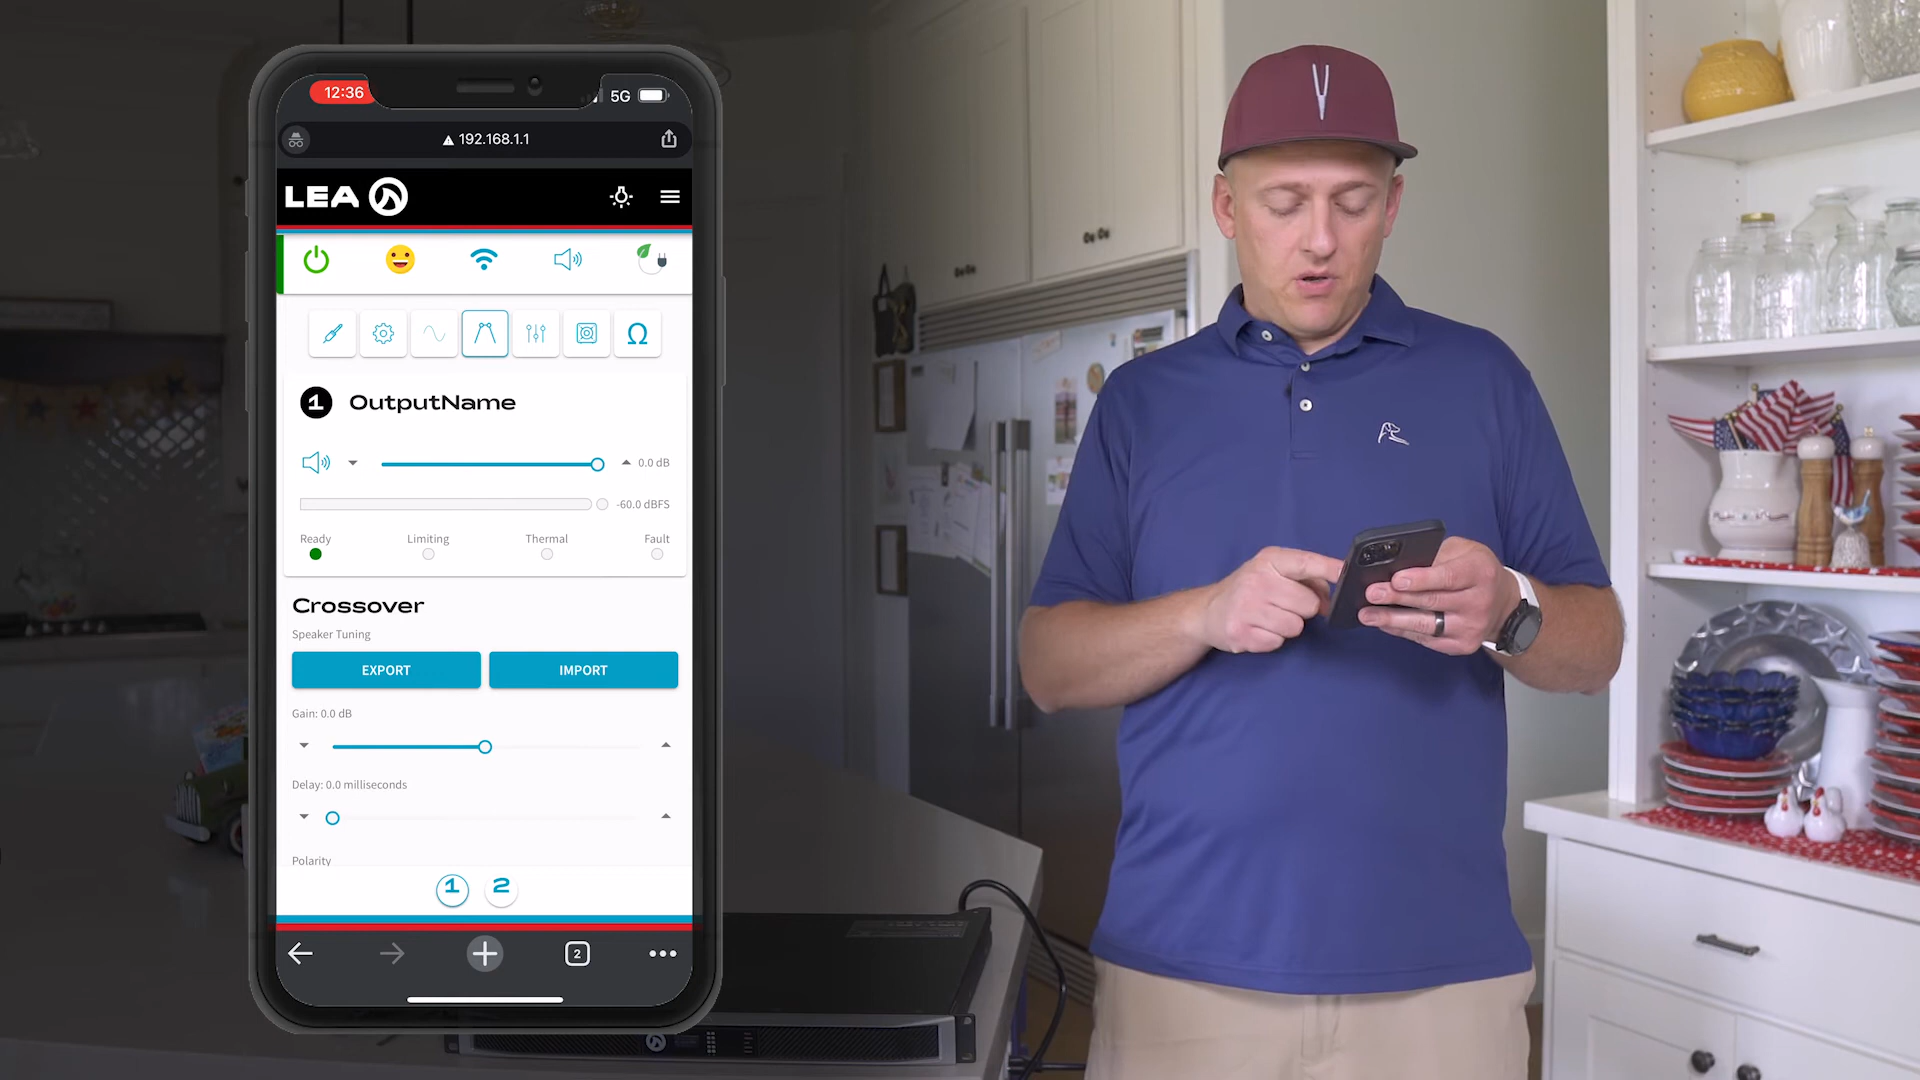 12:36
5G
192.168.1.1
LEA
1 OutputName
0.0 dB
-60.0 dBFS
Ready Limiting Thermal Fault
Crossover
Speaker Tuning
EXPORT IMPORT
Gain: 0.0 dB
Delay: 0.0 milliseconds
Polarity
1 2
2